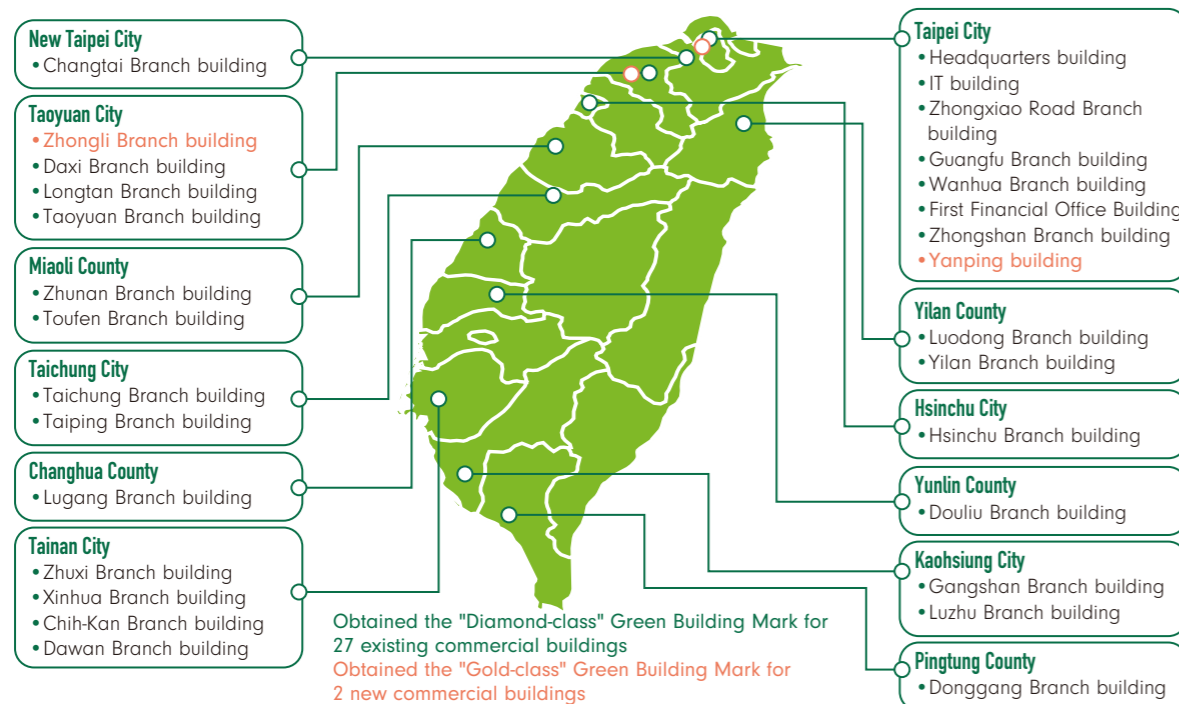 New Taipei City
• Changtai Branch building
Taoyuan City
• Zhongli Branch building
• Daxi Branch building
• Longtan Branch building
• Taoyuan Branch building
Miaoli County
• Zhunan Branch building
• Toufen Branch building
Taichung City
• Taichung Branch building
• Taiping Branch building
Changhua County
• Lugang Branch building
Tainan City
• Zhuxi Branch building
• Xinhua Branch building
• Chih-Kan Branch building
• Dawan Branch building
Obtained the "Diamond-class" Green Building Mark for
27 existing commercial buildings
Obtained the "Gold-class" Green Building Mark for
2 new commercial buildings
Taipei City
• Headquarters building
• IT building
• Zhongxiao Road Branch
building
• Guangfu Branch building
• Wanhua Branch building
• First Financial Office Building
• Zhongshan Branch building
• Yanping building
Yilan County
• Luodong Branch building
• Yilan Branch building
Hsinchu City
• Hsinchu Branch building
Yunlin County
• Douliu Branch building
Kaohsiung City
• Gangshan Branch building
• Luzhu Branch building
Pingtung County
• Donggang Branch building